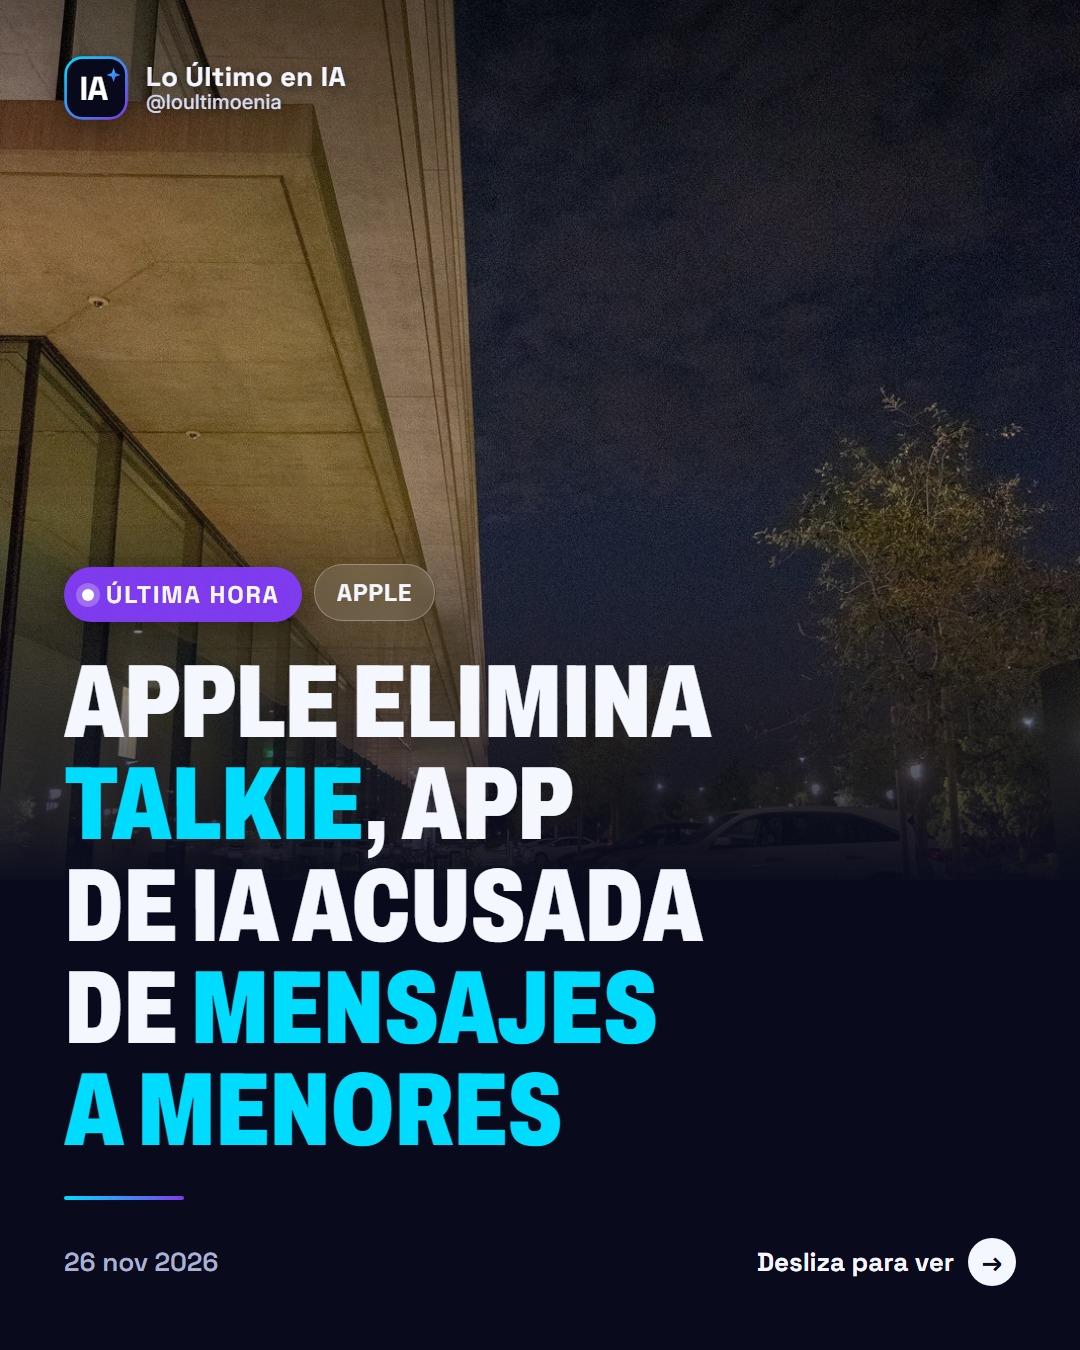 IA
Lo Último en IA
@loultimoenia
ÚLTIMA HORA
APPLE
APPLE ELIMINA
TALKIE, APP
DE IA ACUSADA
DE MENSAJES
A MENORES
26 nov 2026
Desliza para ver →